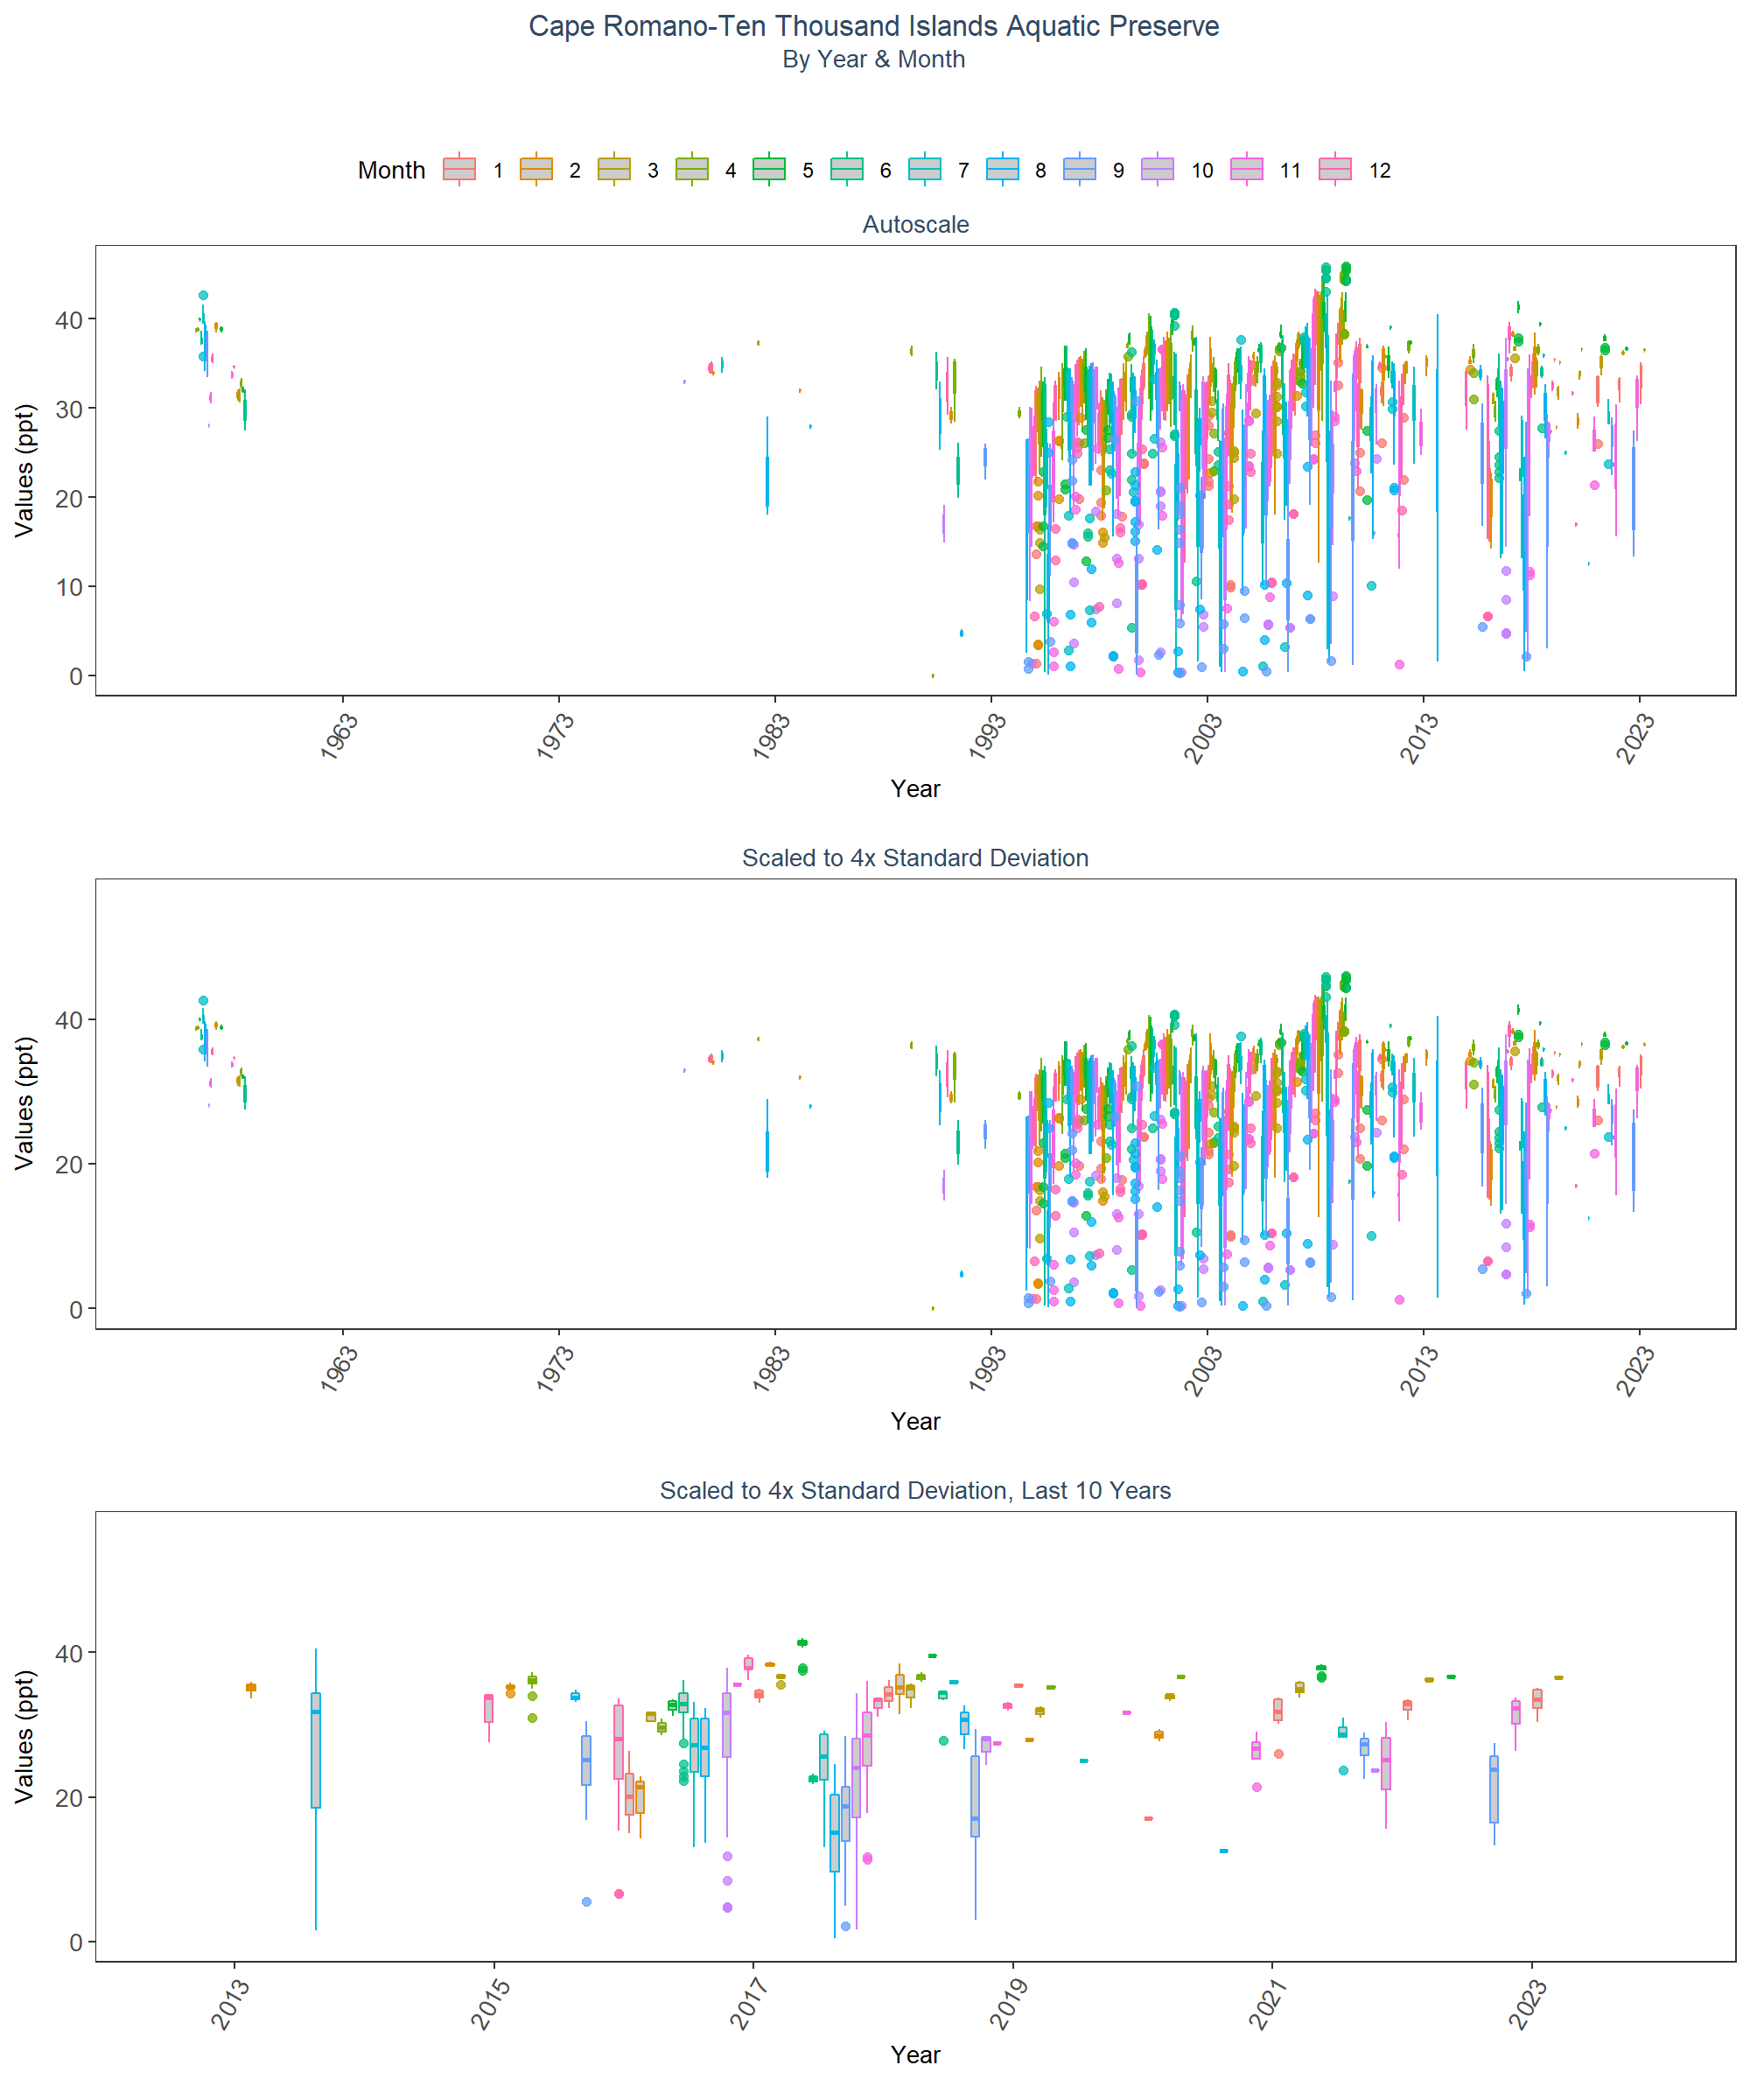 Cape Romano-Ten Thousand Islands Aquatic Preserve
By Year & Month
Month 1 2 3 4 5 6 7 8 9 10 11 12
Autoscale
Values (ppt)
40
30
20
10
0
1963 1973 1983 1993 2003 2013 2023
Year
Scaled to 4x Standard Deviation
Values (ppt)
40
20
0
1963 1973 1983 1993 2003 2013 2023
Year
Scaled to 4x Standard Deviation, Last 10 Years
Values (ppt)
40
20
0
2013 2015 2017 2019 2021 2023
Year